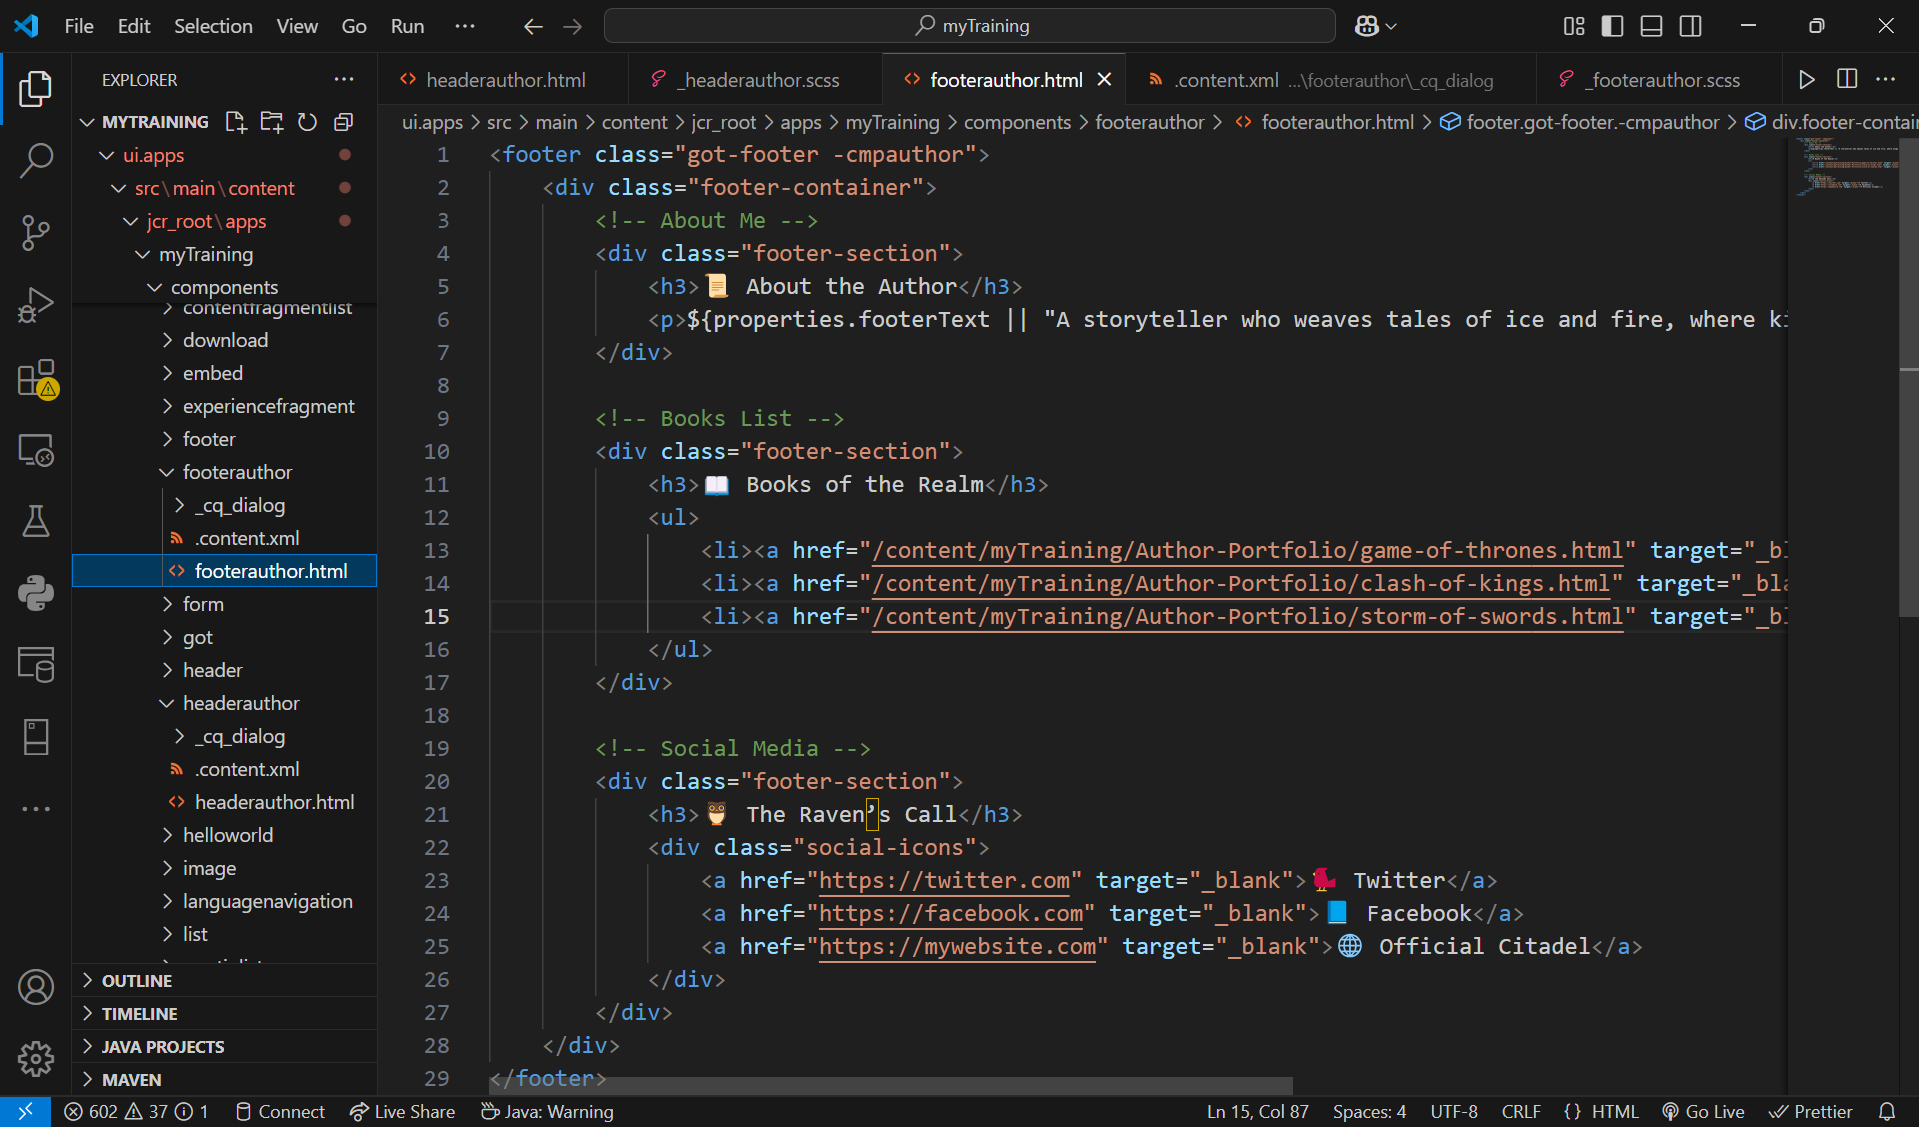 File Edit Selection View Go Run ··· myTraining
EXPLORER ···
MYTRAINING
ui.apps
src\main\content
jcr_root\apps
myTraining
components
contentfragmentlist
download
embed
experiencefragment
footer
footerauthor
_cq_dialog
.content.xml
footerauthor.html
form
got
header
headerauthor
_cq_dialog
.content.xml
headerauthor.html
helloworld
image
languagenavigation
list
OUTLINE
TIMELINE
JAVA PROJECTS
MAVEN
headerauthor.html _headerauthor.scss footerauthor.html .content.xml ...\footerauthor\_cq_dialog _footerauthor.scss
ui.apps > src > main > content > jcr_root > apps > myTraining > components > footerauthor > footerauthor.html > footer.got-footer.-cmpauthor > div.footer-contai
1 <footer class="got-footer -cmpauthor">
2 <div class="footer-container">
3 <!-- About Me -->
4 <div class="footer-section">
5 <h3>📜 About the Author</h3>
6 <p>${properties.footerText || "A storyteller who weaves tales of ice and fire, where ki
7 </div>
8
9 <!-- Books List -->
10 <div class="footer-section">
11 <h3>📖 Books of the Realm</h3>
12 <ul>
13 <li><a href="/content/myTraining/Author-Portfolio/game-of-thrones.html" target="_bl
14 <li><a href="/content/myTraining/Author-Portfolio/clash-of-kings.html" target="_bla
15 <li><a href="/content/myTraining/Author-Portfolio/storm-of-swords.html" target="_bl
16 </ul>
17 </div>
18
19 <!-- Social Media -->
20 <div class="footer-section">
21 <h3>🦉 The Raven’s Call</h3>
22 <div class="social-icons">
23 <a href="https://twitter.com" target="_blank">🐦 Twitter</a>
24 <a href="https://facebook.com" target="_blank">📘 Facebook</a>
25 <a href="https://mywebsite.com" target="_blank">🌐 Official Citadel</a>
26 </div>
27 </div>
28 </div>
29 </footer>
602 37 1 Connect Live Share Java: Warning Ln 15, Col 87 Spaces: 4 UTF-8 CRLF {} HTML Go Live Prettier